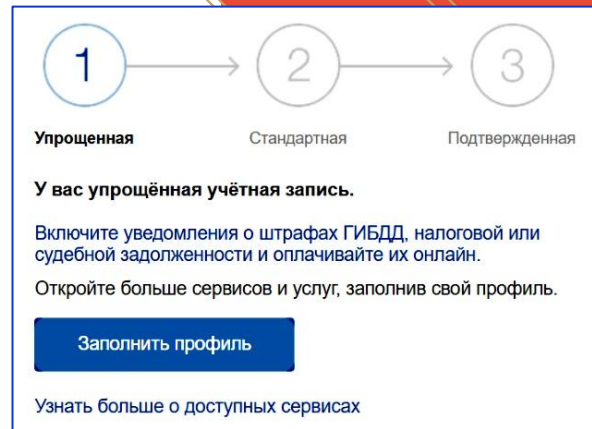 1 2 3
Упрощенная Стандартная Подтвержденная
У вас упрощённая учётная запись.
Включите уведомления о штрафах ГИБДД, налоговой или
судебной задолженности и оплачивайте их онлайн.
Откройте больше сервисов и услуг, заполнив свой профиль.
Заполнить профиль
Узнать больше о доступных сервисах